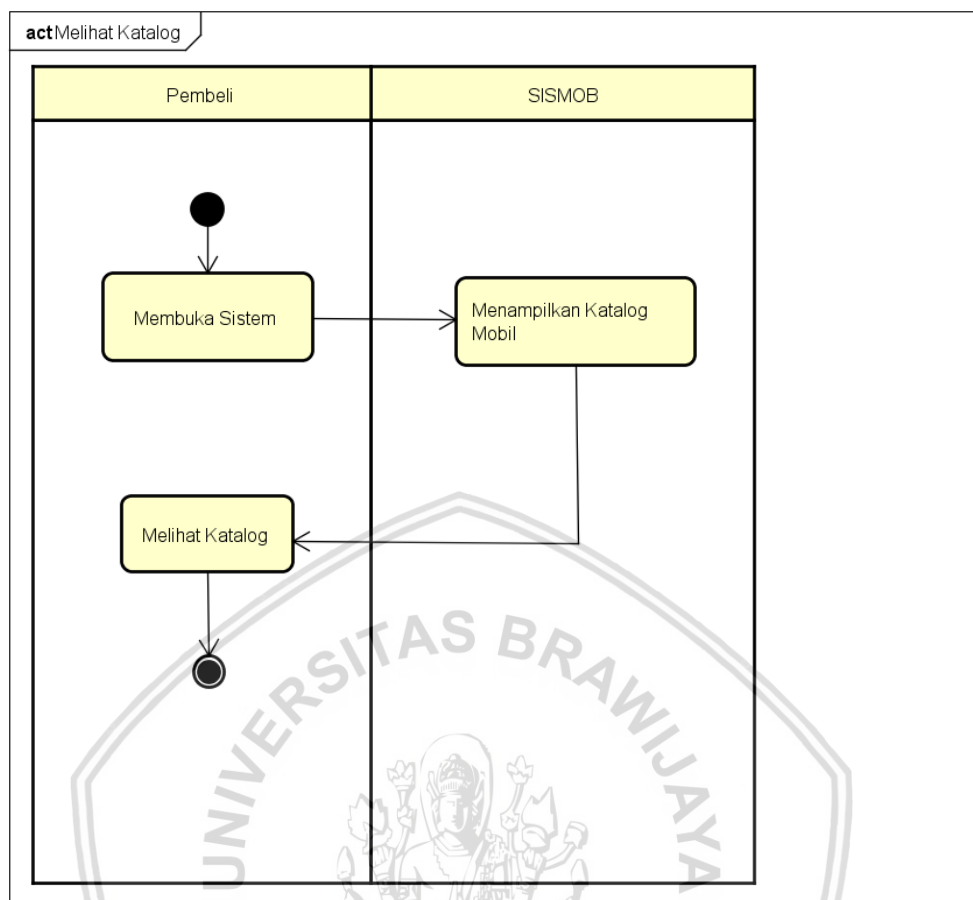 act Melihat Katalog
Pembeli
SISMOB
Membuka Sistem
Menampilkan Katalog
Mobil
Melihat Katalog
UNIVERSITAS BRAWIJAYA